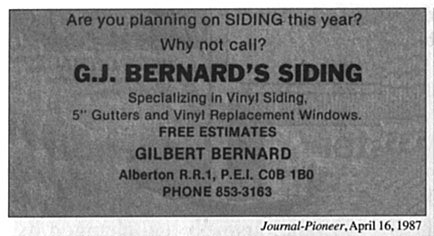 Are you planning on SIDING this year?
Why not call?
G.J. BERNARD'S SIDING
Specializing in Vinyl Siding,
5" Gutters and Vinyl Replacement Windows.
FREE ESTIMATES
GILBERT BERNARD
Alberton R.R.1, P.E.I. C0B 1B0
PHONE 853-3163
Journal-Pioneer, April 16, 1987